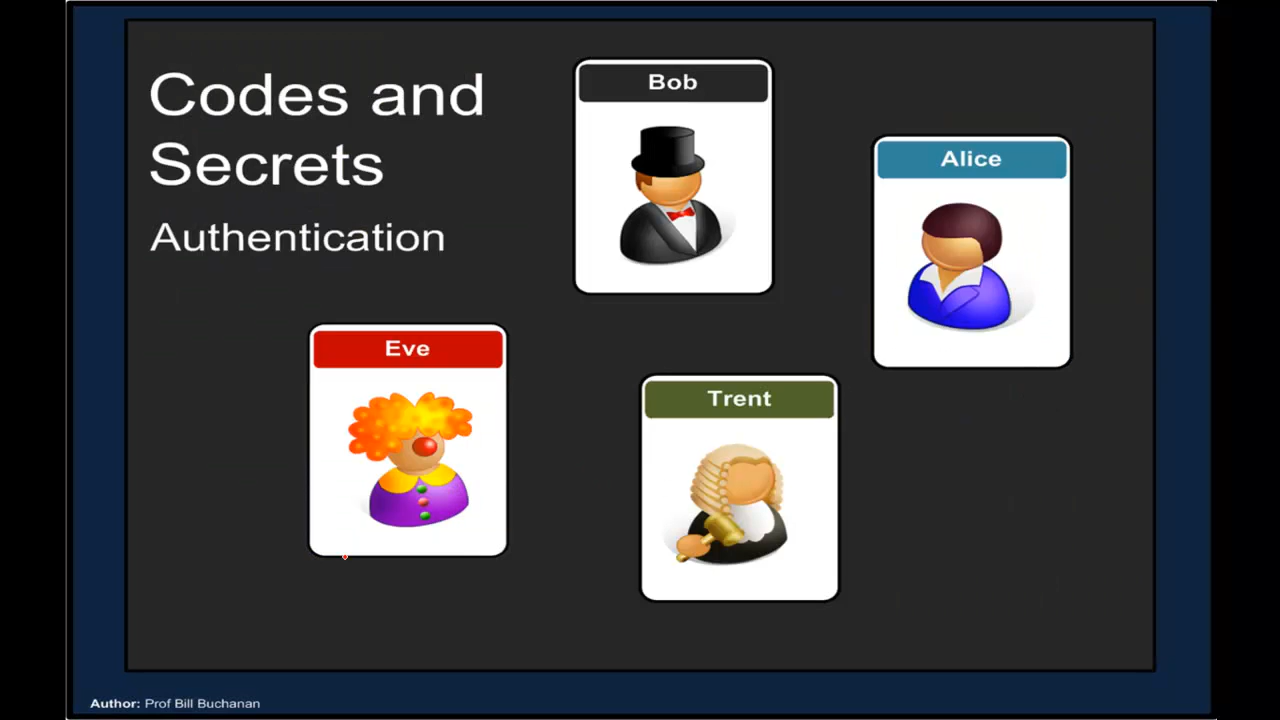 Codes and
Secrets
Authentication
Bob
Alice
Eve
Trent
Author: Prof Bill Buchanan